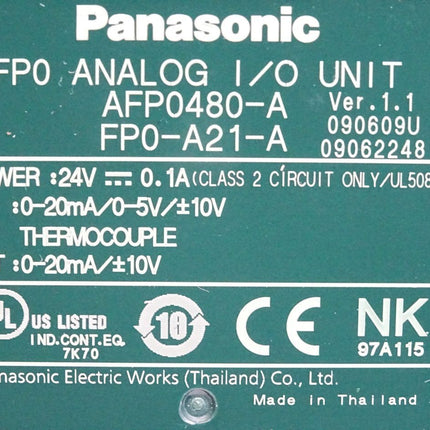 Panasonic
FP0 ANALOG I/O UNIT
AFP0480-A Ver.1.1
FP0-A21-A 090609U
09062248
WER :24V ⎓ 0.1A(CLASS 2 CIRCUIT ONLY/UL508
:0-20mA/0-5V/±10V
THERMOCOUPLE
T :0-20mA/±10V
UL US LISTED
IND.CONT.EQ.
7K70
10
CE
NK
97A115
nasonic Electric Works (Thailand) Co., Ltd.
Made in Thailand